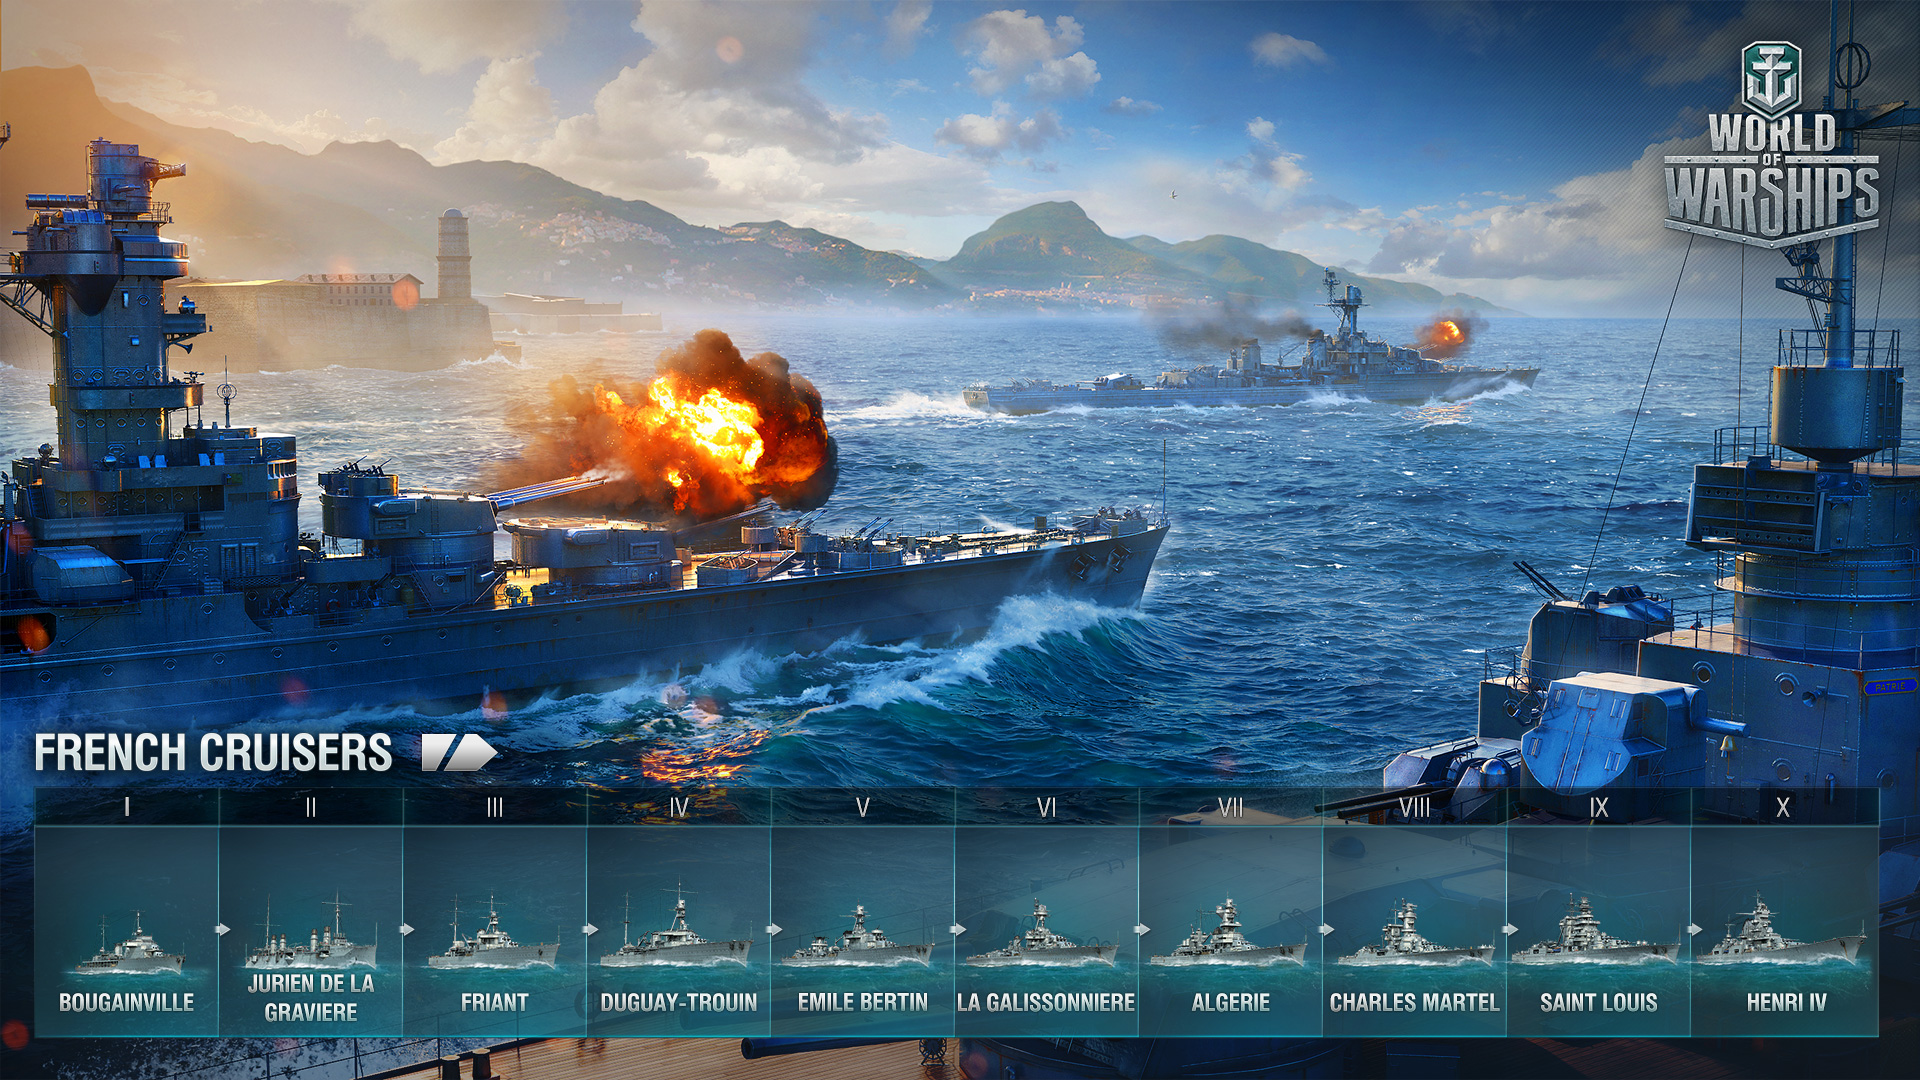 WORLD
OF
WARSHIPS
PATRIE
FRENCH CRUISERS
I II III IV V VI VII VIII IX X
BOUGAINVILLE
JURIEN DE LA
GRAVIERE
FRIANT
DUGUAY-TROUIN
EMILE BERTIN
LA GALISSONNIERE
ALGERIE
CHARLES MARTEL
SAINT LOUIS
HENRI IV